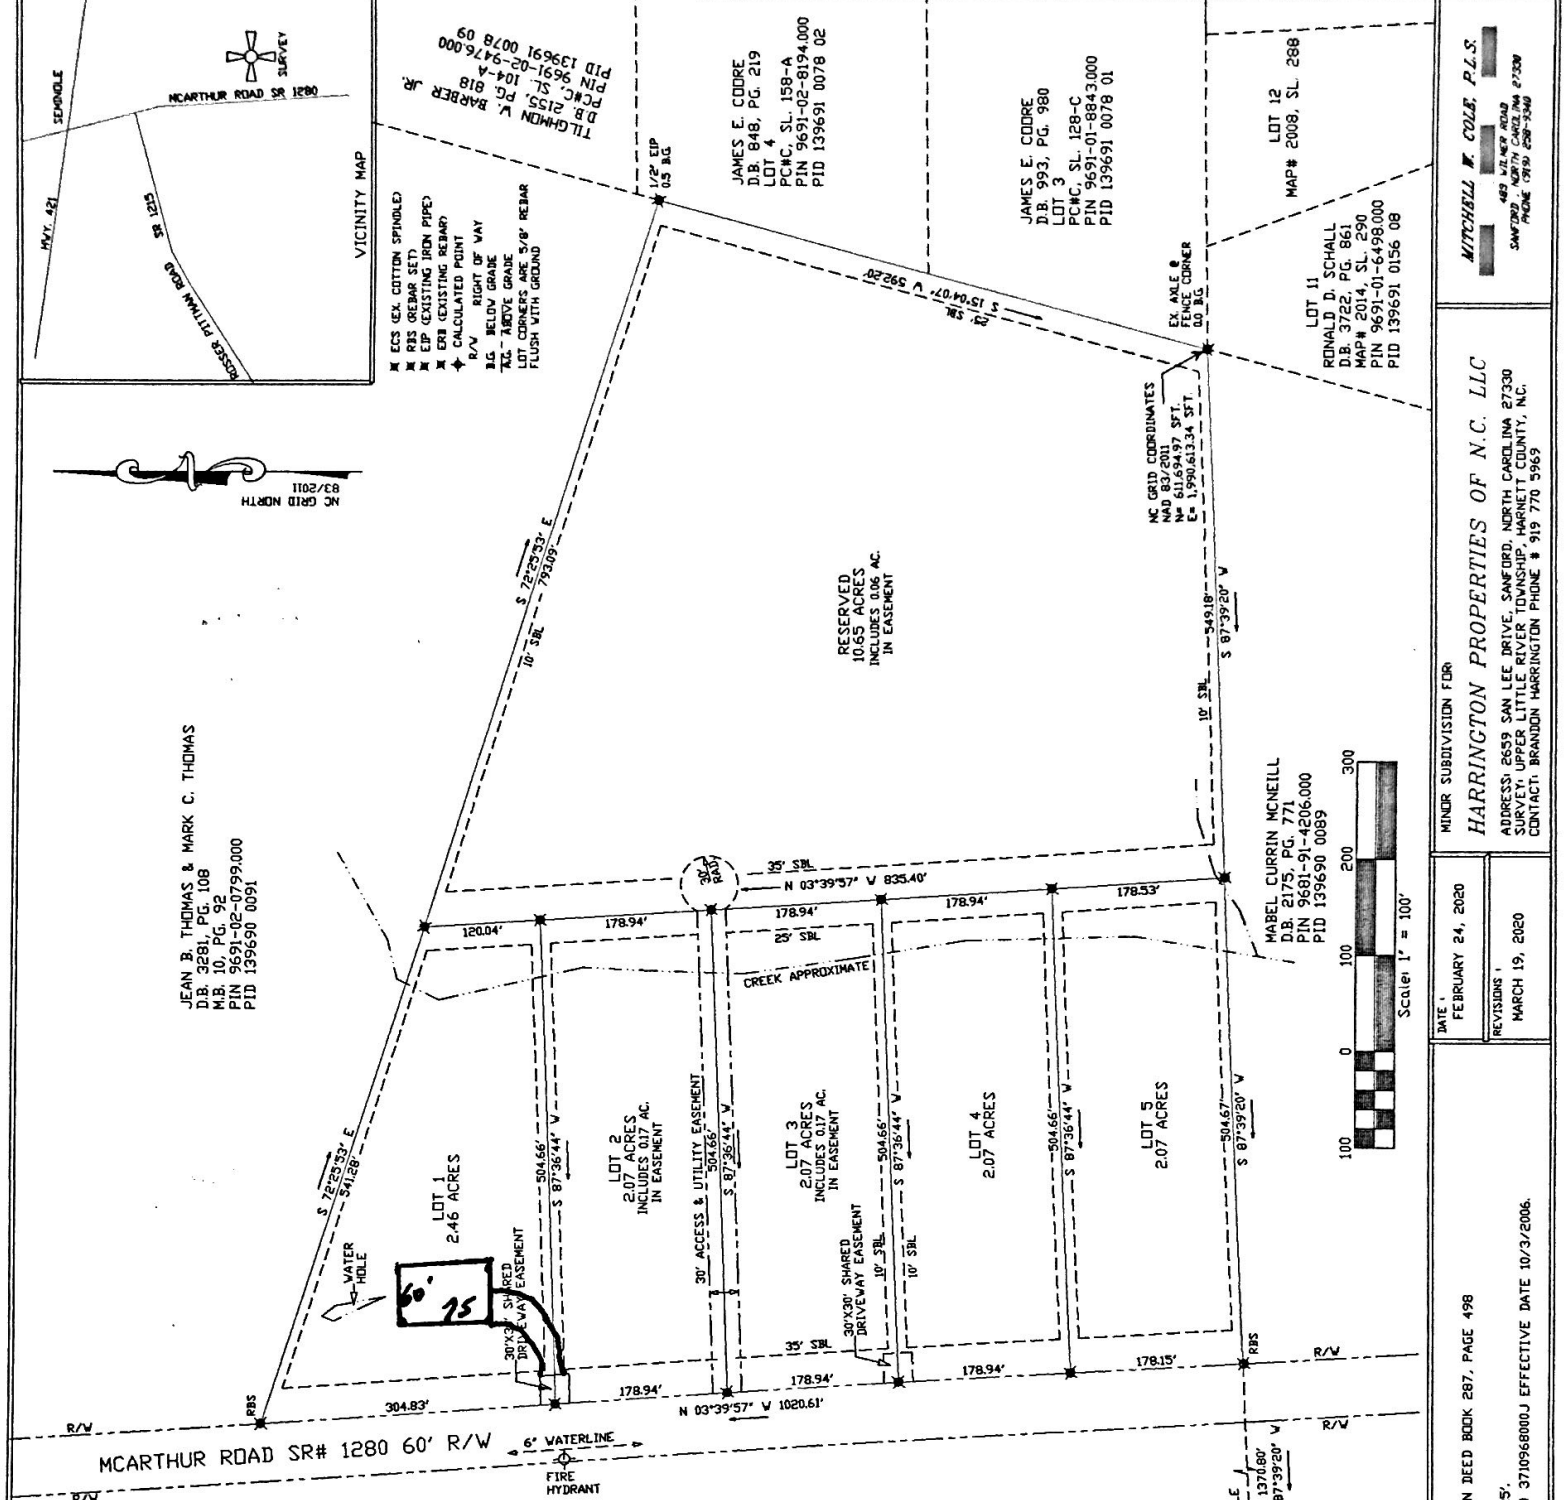 SEMINOLE
HWY. 421
MCARTHUR ROAD SR 1280
SURVEY
SR 1215
ROSSER PITTMAN ROAD
VICINITY MAP
ECS (EX. COTTON SPINDLE)
RBS (REBAR SET)
EIP (EXISTING IRON PIPE)
ERB (EXISTING REBAR)
CALCULATED POINT
R/W RIGHT OF WAY
B.G. BELOW GRADE
A.G. - ABOVE GRADE
LOT CORNERS ARE 5/8" REBAR
FLUSH WITH GROUND
NC GRID NORTH
83/2011
TILGHMON W. BARBER JR.
D.B. 2155, PG. 818
PC#C, SL. 104-A
PIN 9691-02-9476.000
PID 139691 0078 09
1/2" EIP
0.5 B.G.
JAMES E. COORE
D.B. 848, PG. 219
LOT 4
PC#C, SL. 158-A
PIN 9691-02-8194.000
PID 139691 0078 02
JAMES E. COORE
D.B. 993, PG. 980
LOT 3
PC#C, SL. 128-C
PIN 9691-01-8843.000
PID 139691 0078 01
LOT 12
MAP# 2008, SL. 288
LOT 11
RONALD D. SCHALL
D.B. 3722, PG. 861
MAP# 2014, SL. 290
PIN 9691-01-6498.000
PID 139691 0156 08
EX. AXLE @
FENCE CORNER
0.0 B.G.
S 15°04'07" W 592.20'
25' SBL
NC GRID COORDINATES
NAD 83/2011
N= 611,694.97 SFT.
E= 1,990,613.34 SFT.
S 72°25'53" E
793.09'
10' SBL
RESERVED
10.65 ACRES
INCLUDES 0.06 AC.
IN EASEMENT
549.18'
S 87°39'20" W
10' SBL
JEAN B. THOMAS & MARK C. THOMAS
D.B. 3281, PG. 108
M.B. 10, PG. 92
PIN 9691-02-0799.000
PID 139690 0091
30' RAD.
35' SBL
N 03°39'57" W 835.40'
120.04'
178.94'
178.94'
178.94'
178.53'
25' SBL
CREEK APPROXIMATE
MABEL CURRIN MCNEILL
D.B. 2175, PG. 771
PIN 9681-91-4206.000
PID 139690 0089
S 72°25'53" E
541.28'
WATER
HOLE
LOT 1
2.46 ACRES
60'
75
30'X30' SHARED
DRIVEWAY EASEMENT
504.66'
S 87°36'44" W
LOT 2
2.07 ACRES
INCLUDES 0.17 AC.
IN EASEMENT
30' ACCESS & UTILITY EASEMENT
504.66'
S 87°36'44" W
LOT 3
2.07 ACRES
INCLUDES 0.17 AC.
IN EASEMENT
30'X30' SHARED
DRIVEWAY EASEMENT
10' SBL
504.66'
S 87°36'44" W
10' SBL
LOT 4
2.07 ACRES
504.66'
S 87°36'44" W
LOT 5
2.07 ACRES
504.67'
S 87°39'20" W
35' SBL
RBS
304.83'
178.94'
178.94'
178.94'
178.15'
RBS
N 03°39'57" W 1020.61'
R/W
R/W
R/W
R/W
MCARTHUR ROAD SR# 1280 60' R/W
6" WATERLINE
FIRE
HYDRANT
1370.80'
87°39'20" W
100 0 100 200 300
Scale: 1" = 100'
MITCHELL W. COLE, P.L.S.
489 WILMER ROAD
SANFORD, NORTH CAROLINA 27330
MINOR SUBDIVISION FOR:
HARRINGTON PROPERTIES OF N.C. LLC
ADDRESS: 2659 SAN LEE DRIVE, SANFORD, NORTH CAROLINA 27330
SURVEY: UPPER LITTLE RIVER TOWNSHIP, HARNETT COUNTY, N.C.
CONTACT: BRANDON HARRINGTON PHONE # 919 770 5969
DATE:
FEBRUARY 24, 2020
REVISIONS:
MARCH 19, 2020
N DEED BOOK 287, PAGE 498
3710968000J EFFECTIVE DATE 10/3/2006.